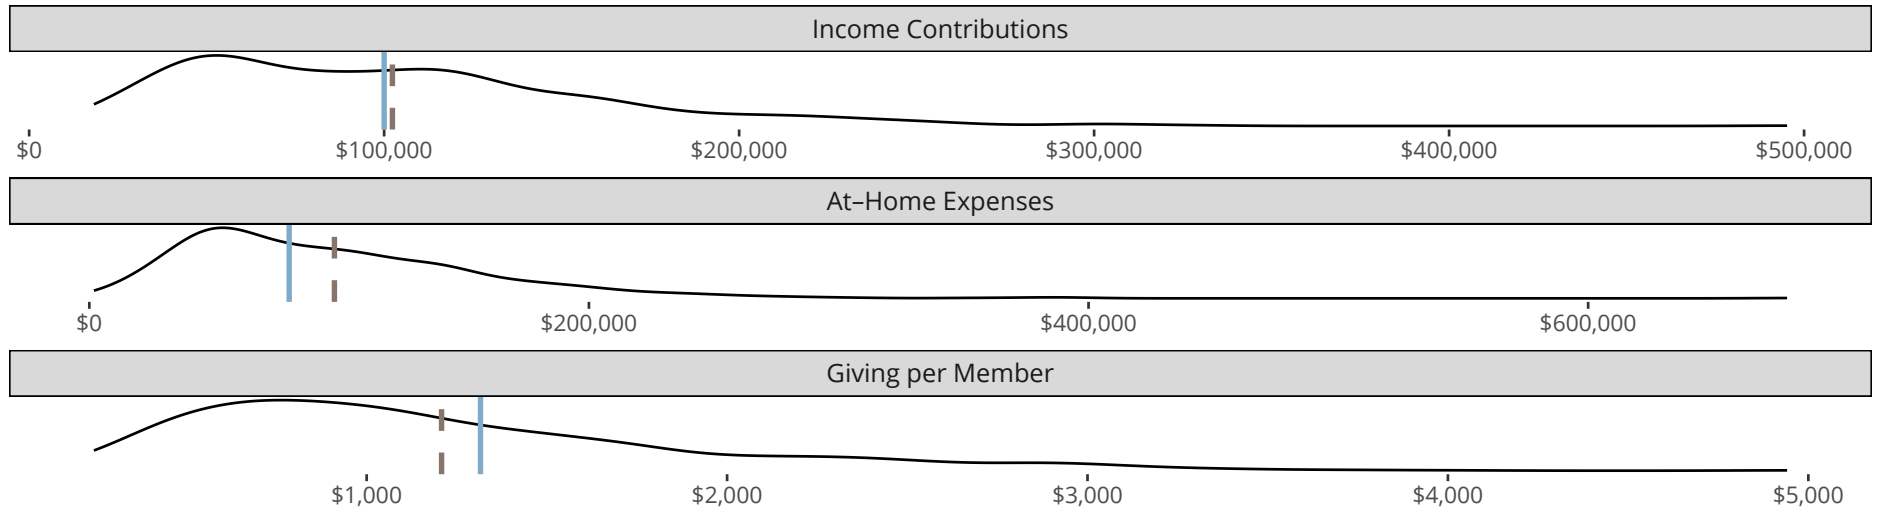 Income Contributions
$0 $100,000 $200,000 $300,000 $400,000 $500,000
At–Home Expenses
$0 $200,000 $400,000 $600,000
Giving per Member
$1,000 $2,000 $3,000 $4,000 $5,000